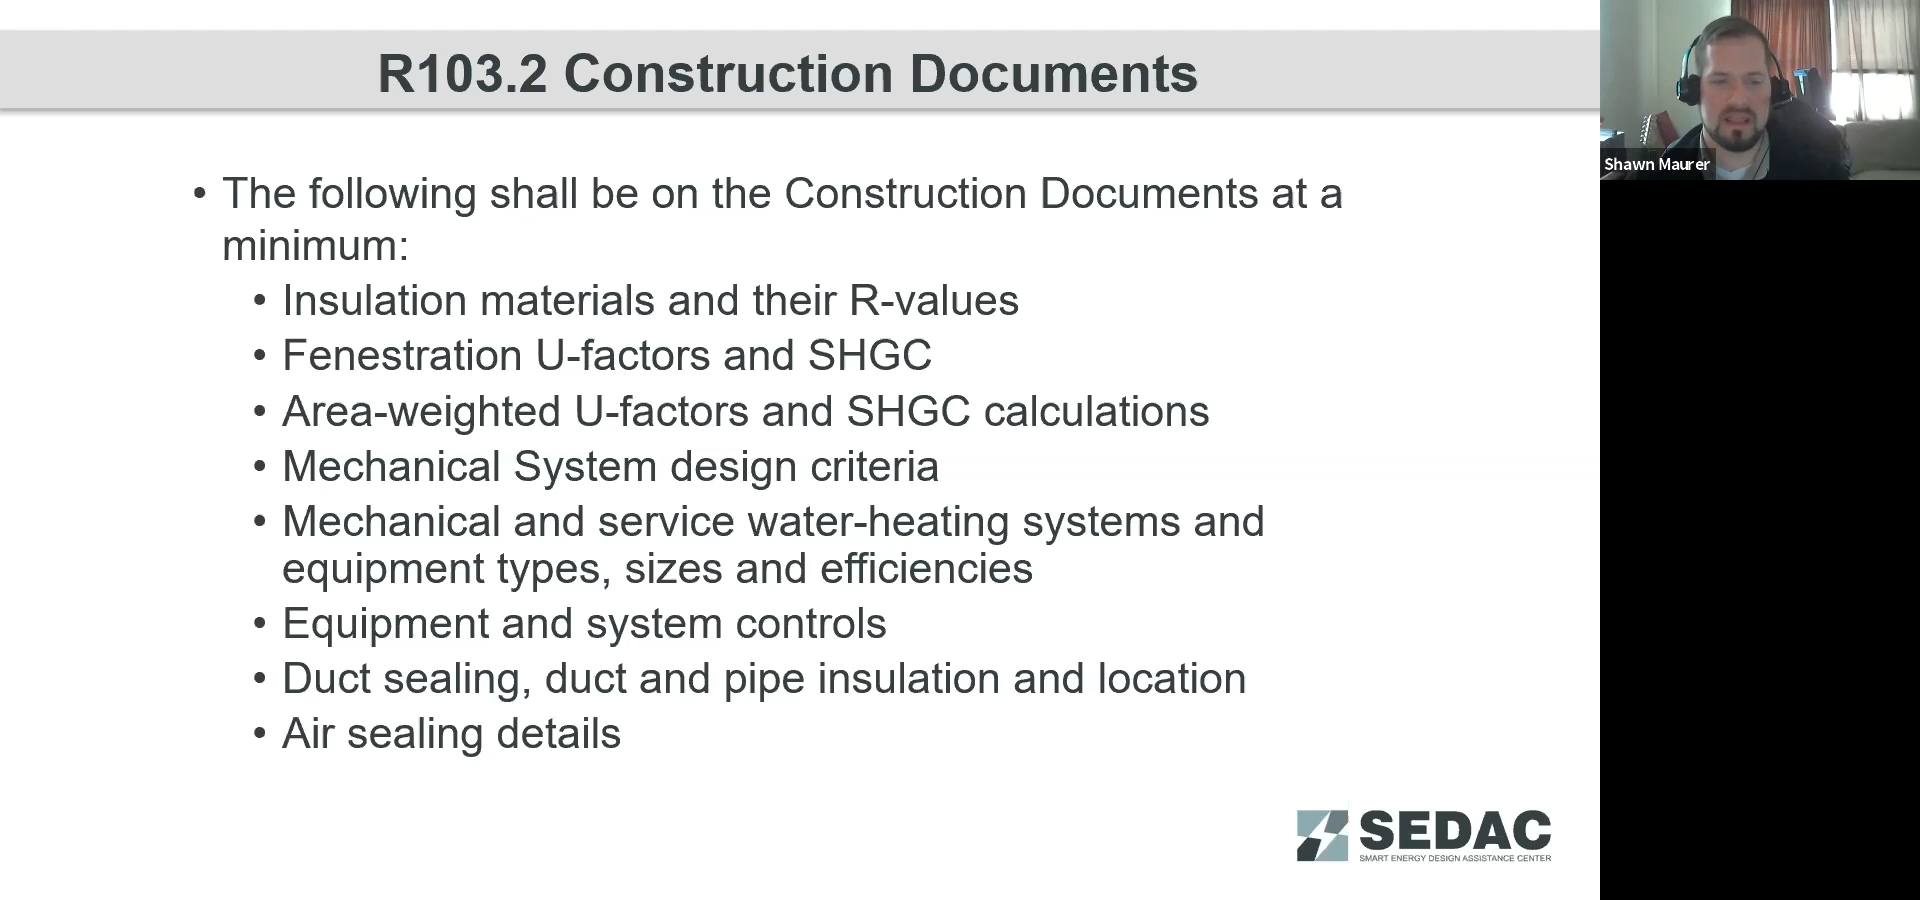 R103.2 Construction Documents
Shawn Maurer
• The following shall be on the Construction Documents at a
minimum:
• Insulation materials and their R-values
• Fenestration U-factors and SHGC
• Area-weighted U-factors and SHGC calculations
• Mechanical System design criteria
• Mechanical and service water-heating systems and
equipment types, sizes and efficiencies
• Equipment and system controls
• Duct sealing, duct and pipe insulation and location
• Air sealing details
SEDAC
SMART ENERGY DESIGN ASSISTANCE CENTER